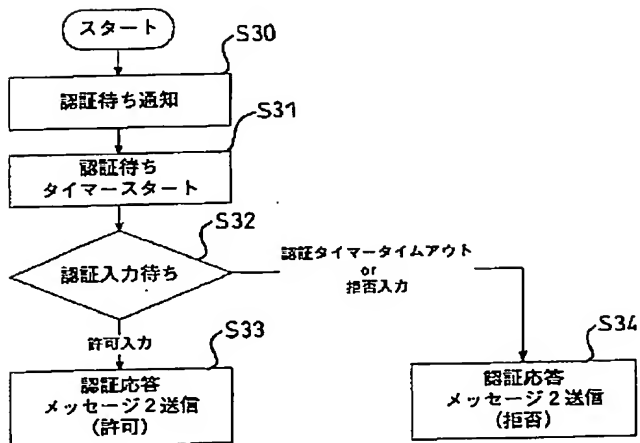 スタート
S30
認証待ち通知
S31
認証待ち
タイマースタート
S32
認証入力待ち
認証タイマータイムアウト
or
拒否入力
許可入力
S33
認証応答
メッセージ2送信
(許可)
S34
認証応答
メッセージ2送信
(拒否)